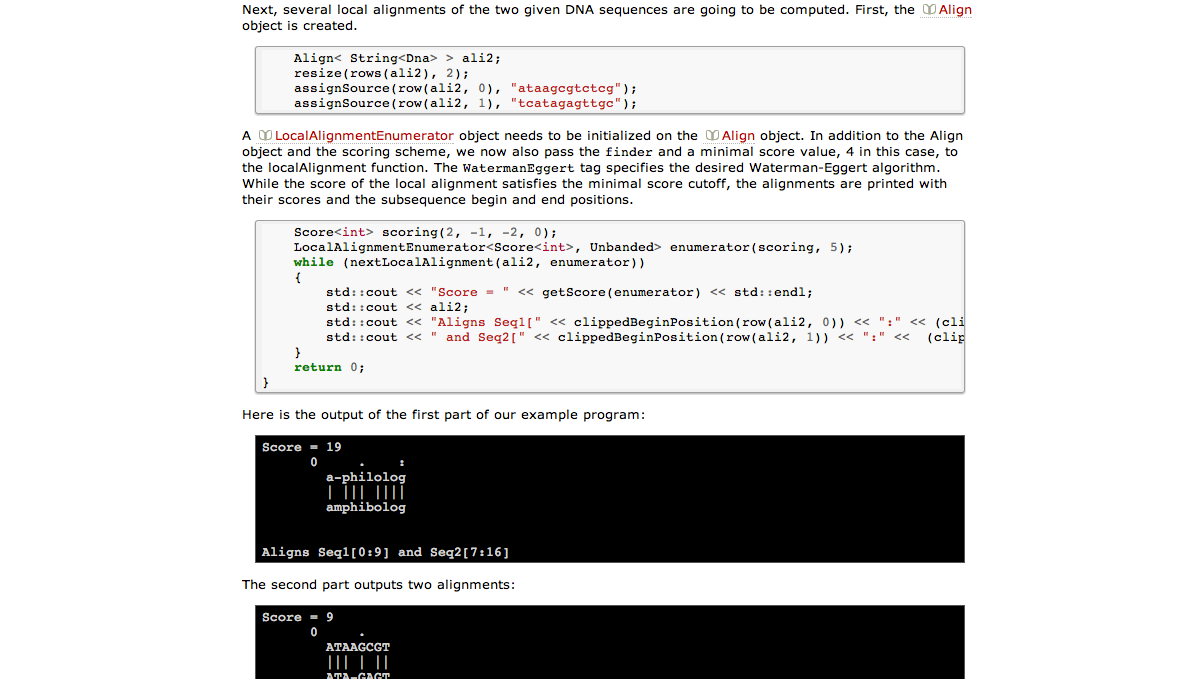 Next, several local alignments of the two given DNA sequences are going to be computed. First, the Align
object is created.
Align< String<Dna> > ali2;
resize(rows(ali2), 2);
assignSource(row(ali2, 0), "ataagcgtctcg");
assignSource(row(ali2, 1), "tcatagagttgc");
A LocalAlignmentEnumerator object needs to be initialized on the Align object. In addition to the Align
object and the scoring scheme, we now also pass the finder and a minimal score value, 4 in this case, to
the localAlignment function. The WatermanEggert tag specifies the desired Waterman-Eggert algorithm.
While the score of the local alignment satisfies the minimal score cutoff, the alignments are printed with
their scores and the subsequence begin and end positions.
Score<int> scoring(2, -1, -2, 0);
LocalAlignmentEnumerator<Score<int>, Unbanded> enumerator(scoring, 5);
while (nextLocalAlignment(ali2, enumerator))
{
std::cout << "Score = " << getScore(enumerator) << std::endl;
std::cout << ali2;
std::cout << "Aligns Seq1[" << clippedBeginPosition(row(ali2, 0)) << ":" << (cli
std::cout << " and Seq2[" << clippedBeginPosition(row(ali2, 1)) << ":" << (clip
}
return 0;
}
Here is the output of the first part of our example program:
Score = 19
0 . :
a-philolog
| ||| ||||
amphibolog
Aligns Seq1[0:9] and Seq2[7:16]
The second part outputs two alignments:
Score = 9
0 .
ATAAGCGT
||| | ||
ATA-GAGT